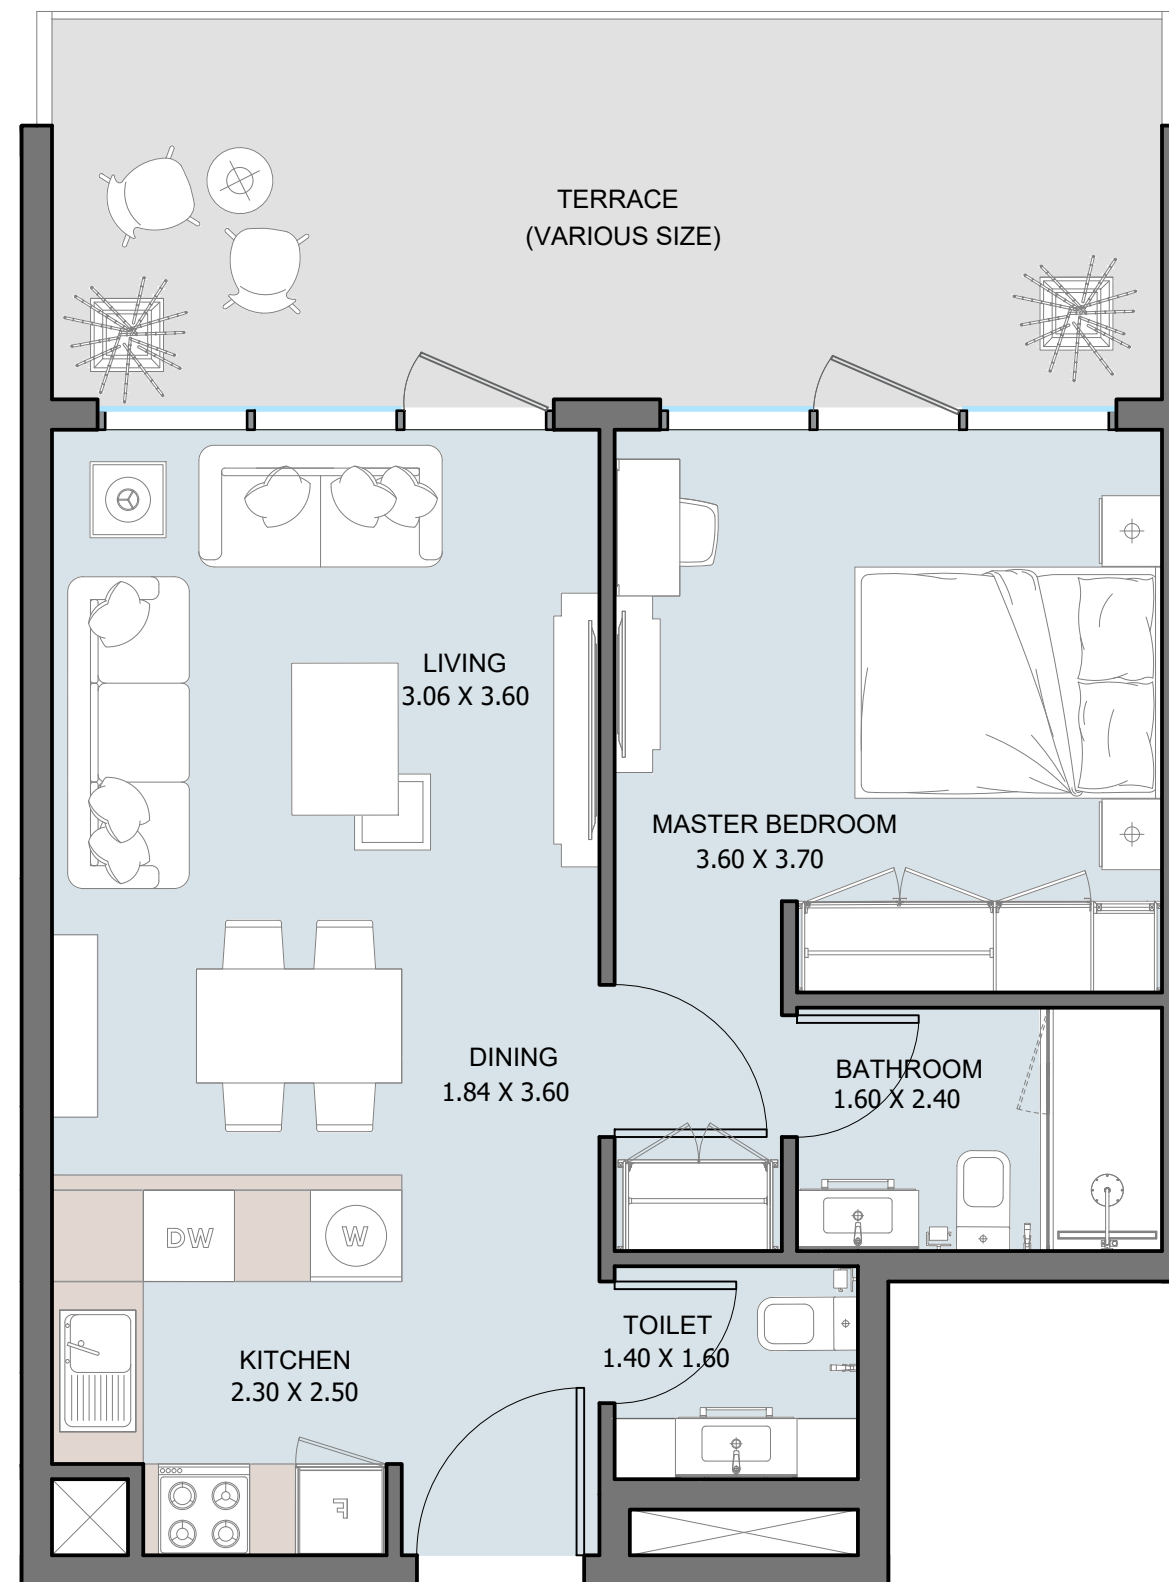 TERRACE
(VARIOUS SIZE)
LIVING
3.06 X 3.60
MASTER BEDROOM
3.60 X 3.70
DINING
1.84 X 3.60
BATHROOM
1.60 X 2.40
DW
W
TOILET
1.40 X 1.60
KITCHEN
2.30 X 2.50
F